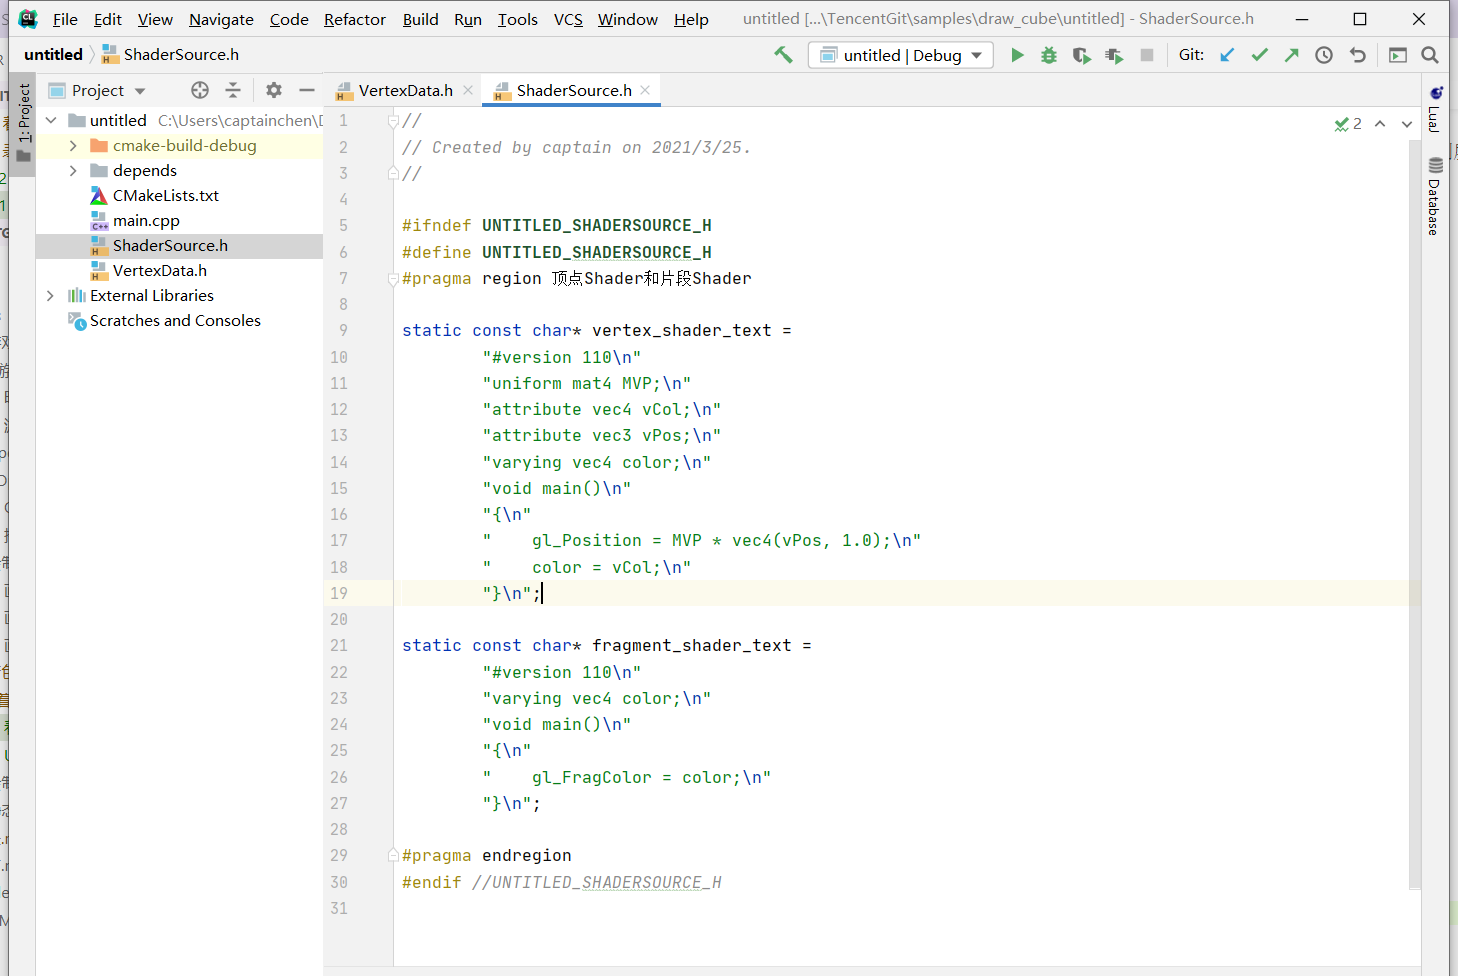 File Edit View Navigate Code Refactor Build Run Tools VCS Window Help untitled [...\TencentGit\samples\draw_cube\untitled] - ShaderSource.h
untitled ShaderSource.h untitled | Debug Git:
1: Project
Project
VertexData.h
ShaderSource.h
untitled C:\Users\captainchen\
cmake-build-debug
depends
CMakeLists.txt
main.cpp
ShaderSource.h
VertexData.h
External Libraries
Scratches and Consoles
2
1 //
2 // Created by captain on 2021/3/25.
3 //
4
5 #ifndef UNTITLED_SHADERSOURCE_H
6 #define UNTITLED_SHADERSOURCE_H
7 #pragma region 顶点Shader和片段Shader
8
9 static const char* vertex_shader_text =
10 "#version 110\n"
11 "uniform mat4 MVP;\n"
12 "attribute vec4 vCol;\n"
13 "attribute vec3 vPos;\n"
14 "varying vec4 color;\n"
15 "void main()\n"
16 "{\n"
17 "    gl_Position = MVP * vec4(vPos, 1.0);\n"
18 "    color = vCol;\n"
19 "}\n";
20
21 static const char* fragment_shader_text =
22 "#version 110\n"
23 "varying vec4 color;\n"
24 "void main()\n"
25 "{\n"
26 "    gl_FragColor = color;\n"
27 "}\n";
28
29 #pragma endregion
30 #endif //UNTITLED_SHADERSOURCE_H
31
LuaJ
Database